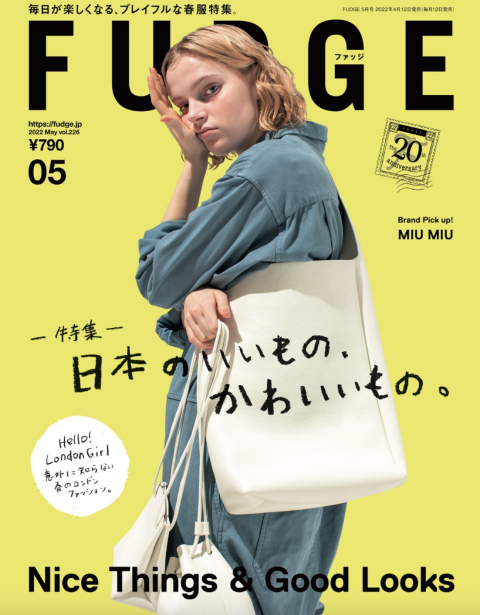 毎日が楽しくなる、プレイフルな春服特集。
FUDGE 5月号 2022年4月12日発売(毎月12日発売)
FUDGE
ファッジ
https://fudge.jp
2022 May vol.226
¥790
05
20
anniversary
Brand Pick up!
MIU MIU
—特集—
日本のいいもの、
かわいいもの。
Hello!
London Girl
意外に知らない
春のロンドン
ファッション。
Nice Things & Good Looks